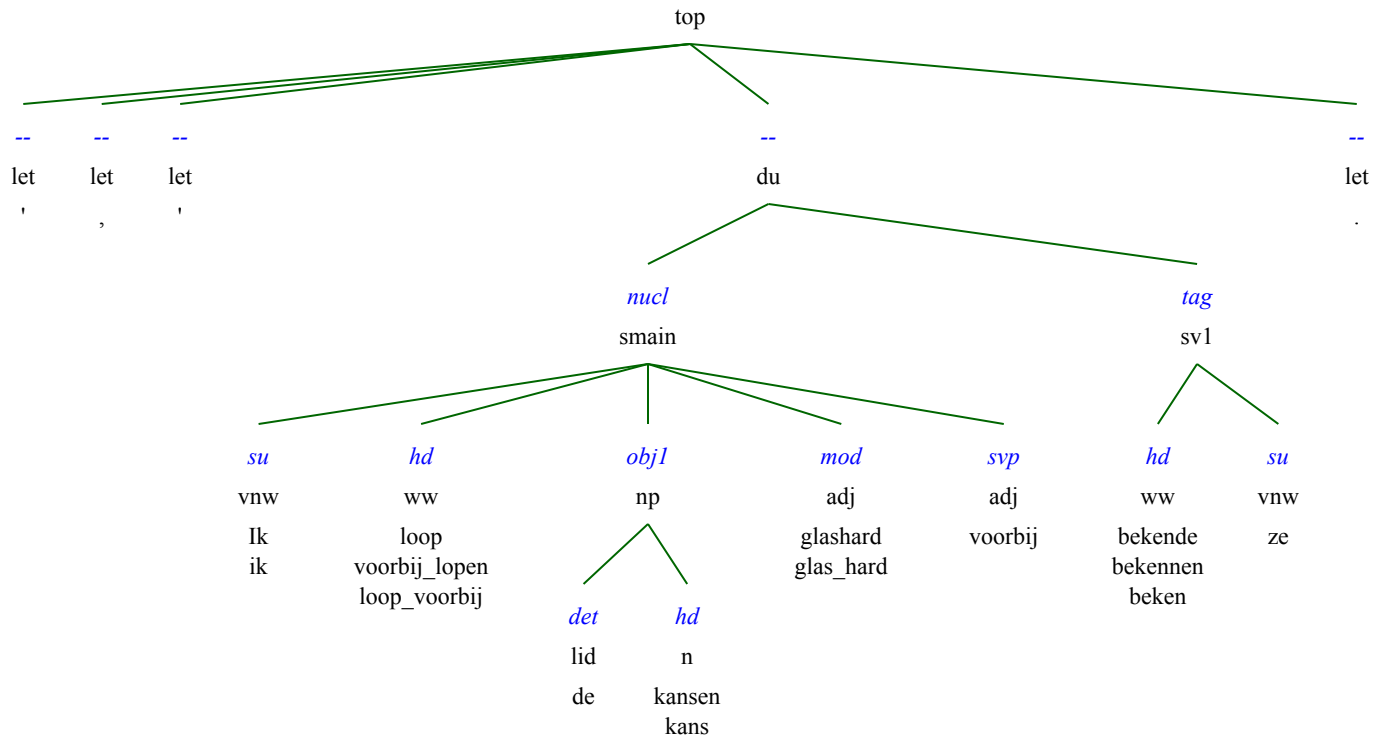 top
-- -- -- -- --
let let let du let
' , ' .
nucl tag
smain sv1
su hd obj1 mod svp hd su
vnw ww np adj adj ww vnw
Ik loop glashard voorbij bekende ze
ik voorbij_lopen glas_hard bekennen
loop_voorbij beken
det hd
lid n
de kansen
kans